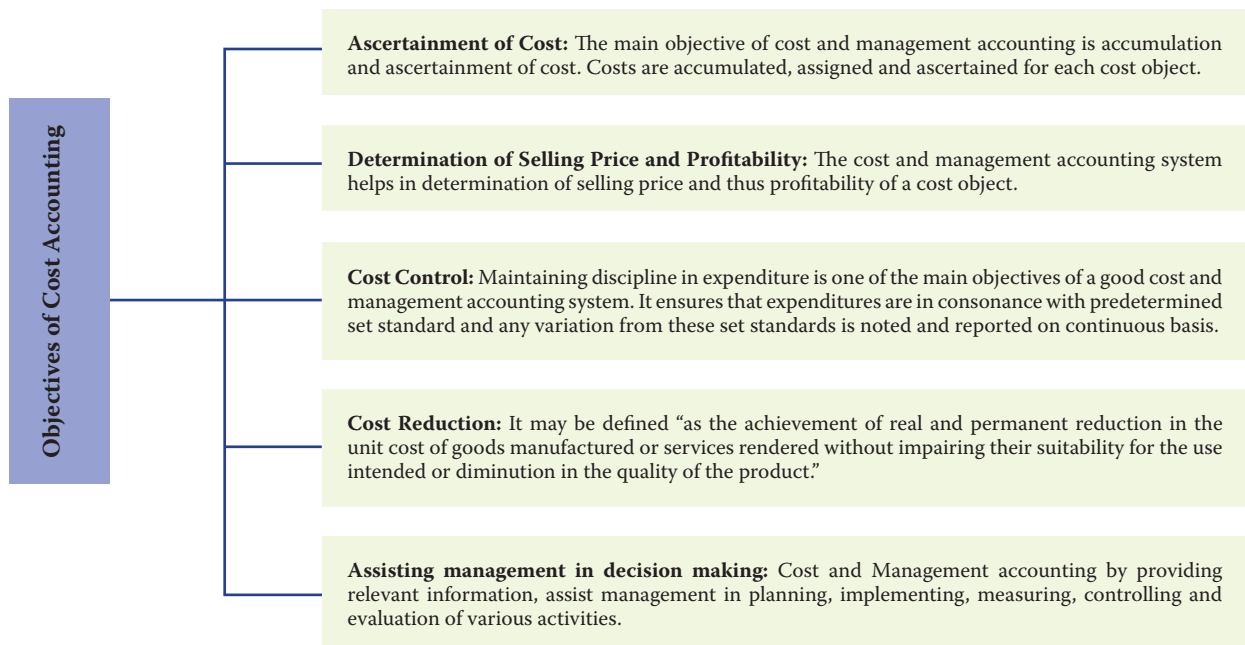 Objectives of Cost Accounting
Ascertainment of Cost: The main objective of cost and management accounting is accumulation
and ascertainment of cost. Costs are accumulated, assigned and ascertained for each cost object.
Determination of Selling Price and Profitability: The cost and management accounting system
helps in determination of selling price and thus profitability of a cost object.
Cost Control: Maintaining discipline in expenditure is one of the main objectives of a good cost and
management accounting system. It ensures that expenditures are in consonance with predetermined
set standard and any variation from these set standards is noted and reported on continuous basis.
Cost Reduction: It may be defined “as the achievement of real and permanent reduction in the
unit cost of goods manufactured or services rendered without impairing their suitability for the use
intended or diminution in the quality of the product.”
Assisting management in decision making: Cost and Management accounting by providing
relevant information, assist management in planning, implementing, measuring, controlling and
evaluation of various activities.